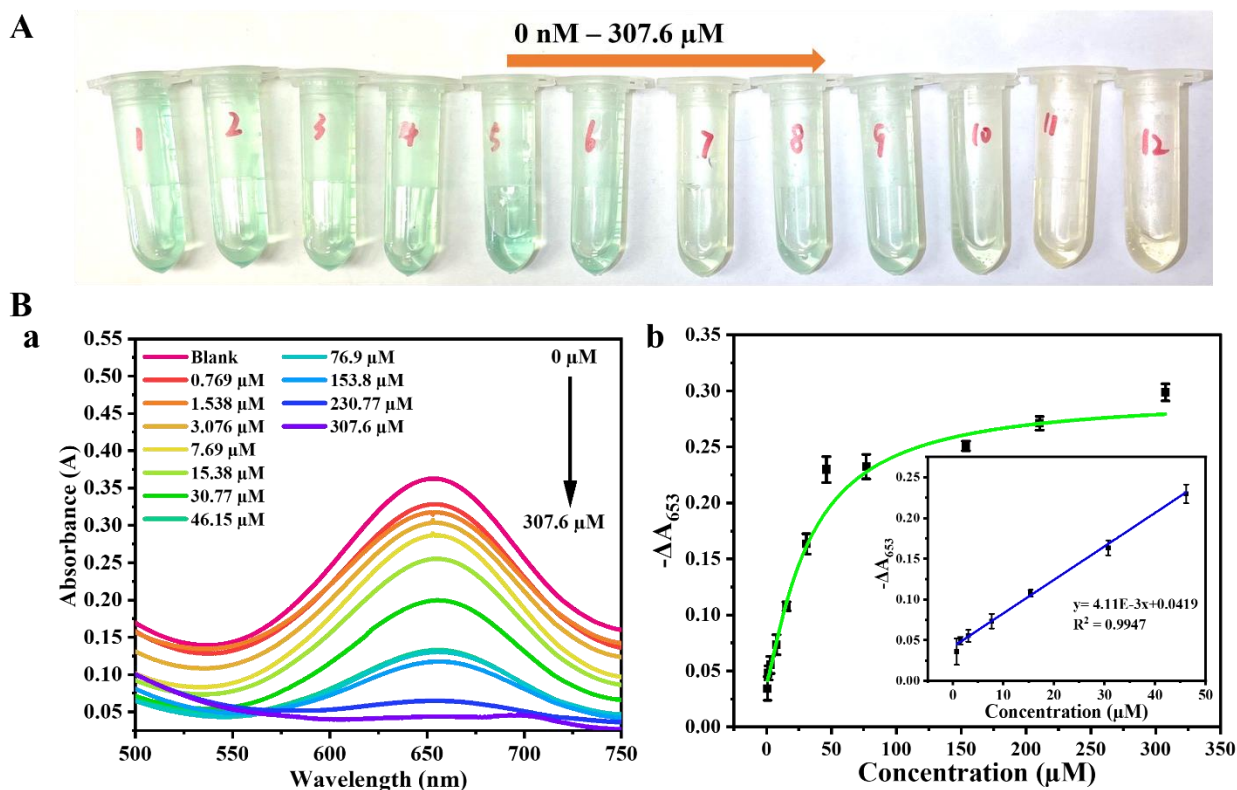 A
0 nM – 307.6 μM
1 2 3 4 5 6 7 8 9 10 11 12
B
a
0.55
0.50
0.45
0.40
0.35
0.30
0.25
0.20
0.15
0.10
0.05
Absorbance (A)
Blank
0.769 μM
1.538 μM
3.076 μM
7.69 μM
15.38 μM
30.77 μM
46.15 μM
76.9 μM
153.8 μM
230.77 μM
307.6 μM
0 μM
307.6 μM
500 550 600 650 700 750
Wavelength (nm)
b
0.35
0.30
0.25
0.20
0.15
0.10
0.05
0.00
-ΔA653
0 50 100 150 200 250 300 350
Concentration (μM)
0.25
0.20
0.15
0.10
0.05
0.00
-ΔA653
y= 4.11E-3x+0.0419
R² = 0.9947
0 10 20 30 40 50
Concentration (μM)